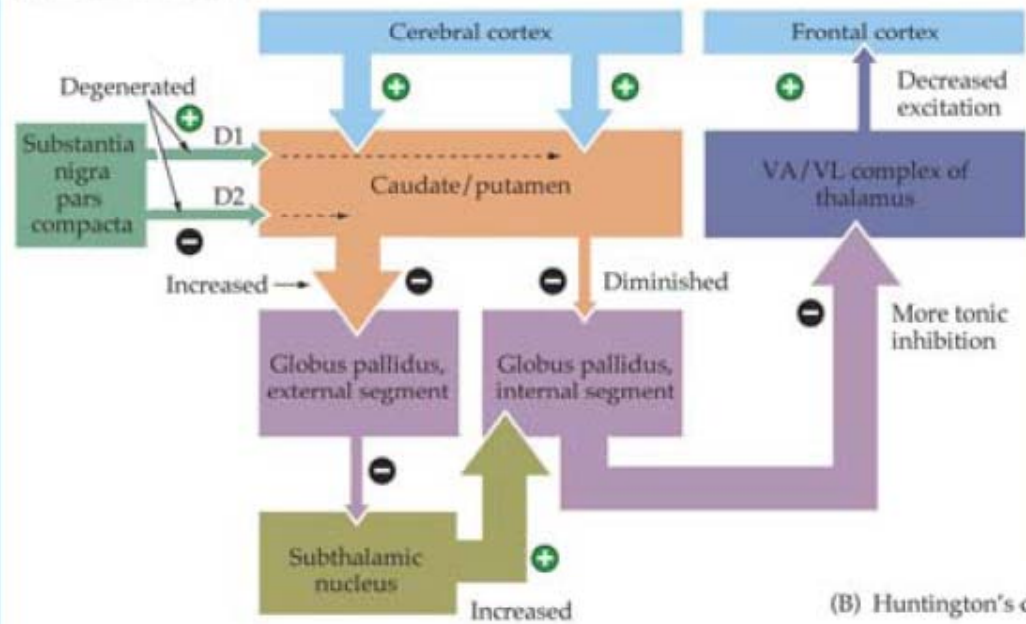 Cerebral cortex
Frontal cortex
Degenerated
+
+
+
+
Decreased
excitation
Substantia
nigra
pars
compacta
D1
D2
−
Caudate/putamen
VA/VL complex of
thalamus
Increased
−
−
Diminished
−
More tonic
inhibition
Globus pallidus,
external segment
Globus pallidus,
internal segment
−
Subthalamic
nucleus
+
Increased
(B) Huntington's